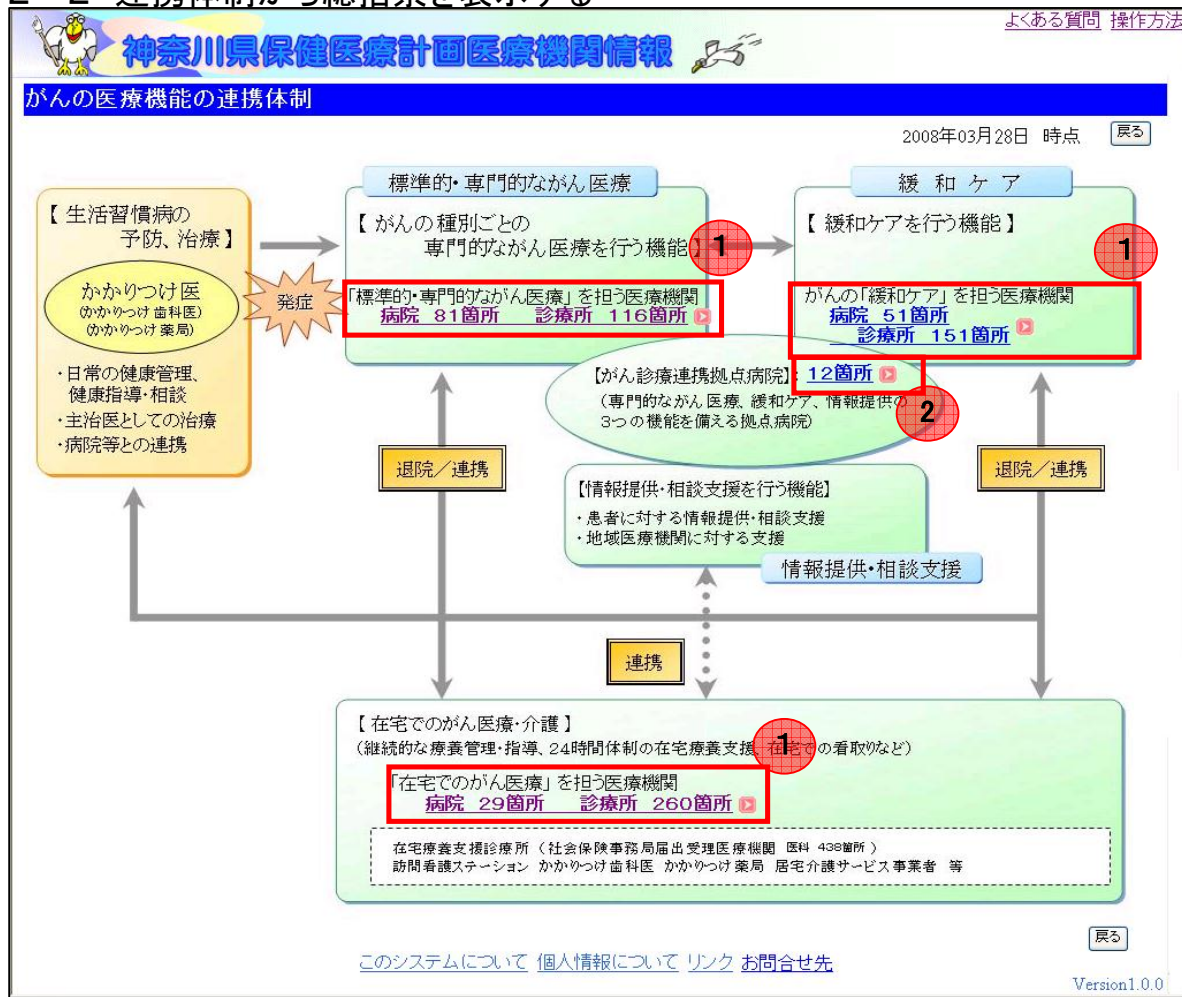 2－2 連携体制から総括票を表示する
よくある質問 操作方法
神奈川県保健医療計画医療機関情報
がんの医療機能の連携体制
2008年03月28日 時点 戻る
【生活習慣病の
予防、治療】
かかりつけ医
(かかりつけ歯科医)
(かかりつけ薬局)
・日常の健康管理、
健康指導・相談
・主治医としての治療
・病院等との連携
発症
標準的・専門的ながん医療
【がんの種別ごとの
専門的ながん医療を行う機能】
1
「標準的・専門的ながん医療」を担う医療機関
病院 81箇所 診療所 116箇所
緩和ケア
【緩和ケアを行う機能】
1
がんの「緩和ケア」を担う医療機関
病院 51箇所
診療所 151箇所
【がん診療連携拠点病院】: 12箇所
(専門的ながん医療、緩和ケア、情報提供の
3つの機能を備える拠点病院)
2
退院／連携
退院／連携
【情報提供・相談支援を行う機能】
・患者に対する情報提供・相談支援
・地域医療機関に対する支援
情報提供・相談支援
連携
【在宅でのがん医療・介護】
(継続的な療養管理・指導、24時間体制の在宅療養支援、在宅での看取りなど)
1
「在宅でのがん医療」を担う医療機関
病院 29箇所 診療所 260箇所
在宅療養支援診療所（社会保険事務局届出受理医療機関 医科 438箇所）
訪問看護ステーション かかりつけ歯科医 かかりつけ薬局 居宅介護サービス事業者 等
戻る
このシステムについて 個人情報について リンク お問合せ先
Version1.0.0